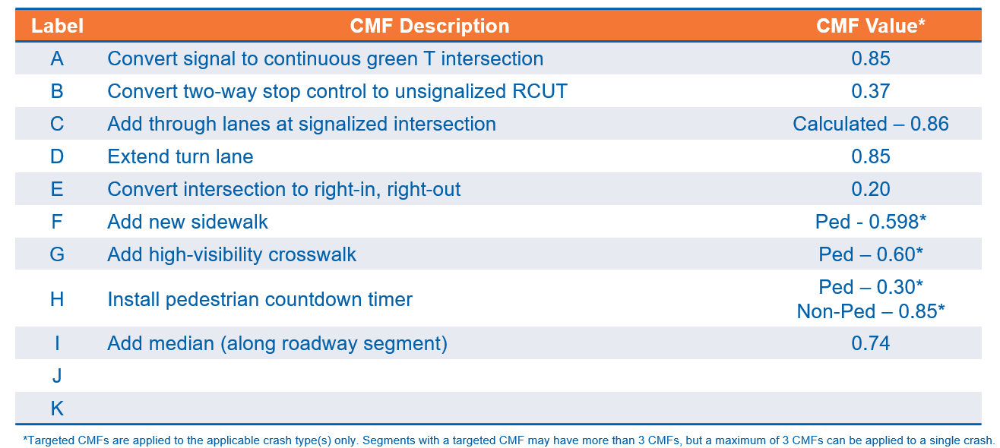 Label CMF Description CMF Value*
A Convert signal to continuous green T intersection 0.85
B Convert two-way stop control to unsignalized RCUT 0.37
C Add through lanes at signalized intersection Calculated – 0.86
D Extend turn lane 0.85
E Convert intersection to right-in, right-out 0.20
F Add new sidewalk Ped - 0.598*
G Add high-visibility crosswalk Ped – 0.60*
H Install pedestrian countdown timer Ped – 0.30*
Non-Ped – 0.85*
I Add median (along roadway segment) 0.74
J
K
*Targeted CMFs are applied to the applicable crash type(s) only. Segments with a targeted CMF may have more than 3 CMFs, but a maximum of 3 CMFs can be applied to a single crash.